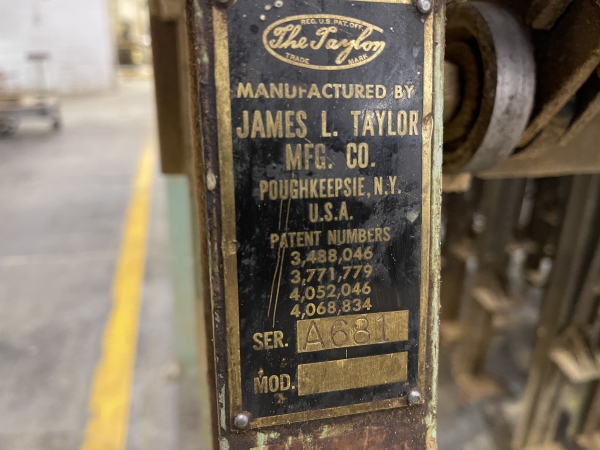 REG. U.S. PAT. OFF.
The Taylor
TRADE MARK
MANUFACTURED BY
JAMES L. TAYLOR
MFG. CO.
POUGHKEEPSIE, N.Y.
U.S.A.
PATENT NUMBERS
3,488,046
3,771,779
4,052,046
4,068,834
SER. A681
MOD.